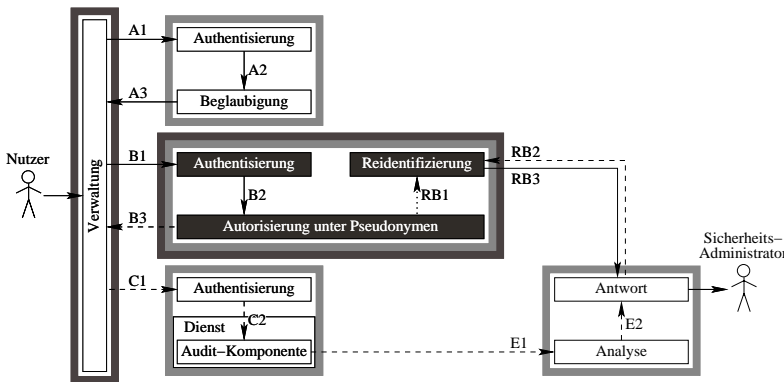 A1
Authentisierung
A2
A3
Beglaubigung
Nutzer
Verwaltung
B1
Authentisierung
Reidentifizierung
RB2
RB3
B2
RB1
B3
Autorisierung unter Pseudonymen
Sicherheits–
Administrator
C1
Authentisierung
Antwort
C2
Dienst
E2
Audit–Komponente
E1
Analyse